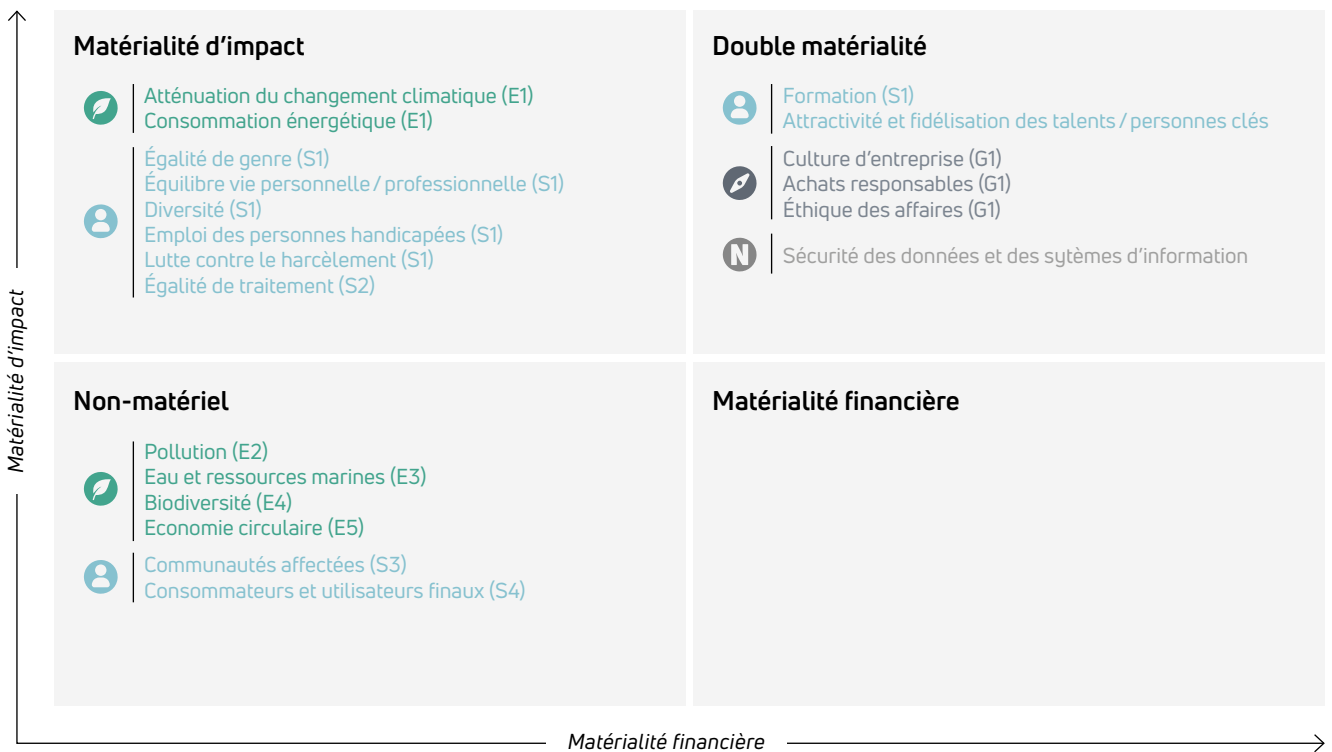 Matérialité d'impact
Atténuation du changement climatique (E1)
Consommation énergétique (E1)
Égalité de genre (S1)
Équilibre vie personnelle / professionnelle (S1)
Diversité (S1)
Emploi des personnes handicapées (S1)
Lutte contre le harcèlement (S1)
Égalité de traitement (S2)
Double matérialité
Formation (S1)
Attractivité et fidélisation des talents / personnes clés
Culture d'entreprise (G1)
Achats responsables (G1)
Éthique des affaires (G1)
N
Sécurité des données et des sytèmes d'information
Non-matériel
Pollution (E2)
Eau et ressources marines (E3)
Biodiversité (E4)
Economie circulaire (E5)
Communautés affectées (S3)
Consommateurs et utilisateurs finaux (S4)
Matérialité financière
Matérialité d'impact
Matérialité financière